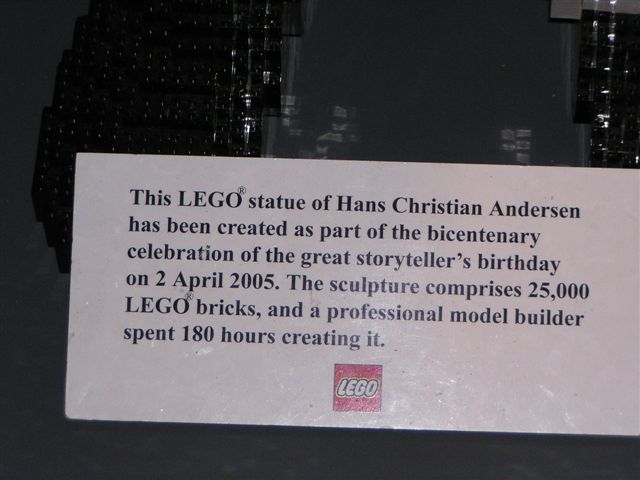 This LEGO® statue of Hans Christian Andersen
has been created as part of the bicentenary
celebration of the great storyteller's birthday
on 2 April 2005. The sculpture comprises 25,000
LEGO® bricks, and a professional model builder
spent 180 hours creating it.
LEGO